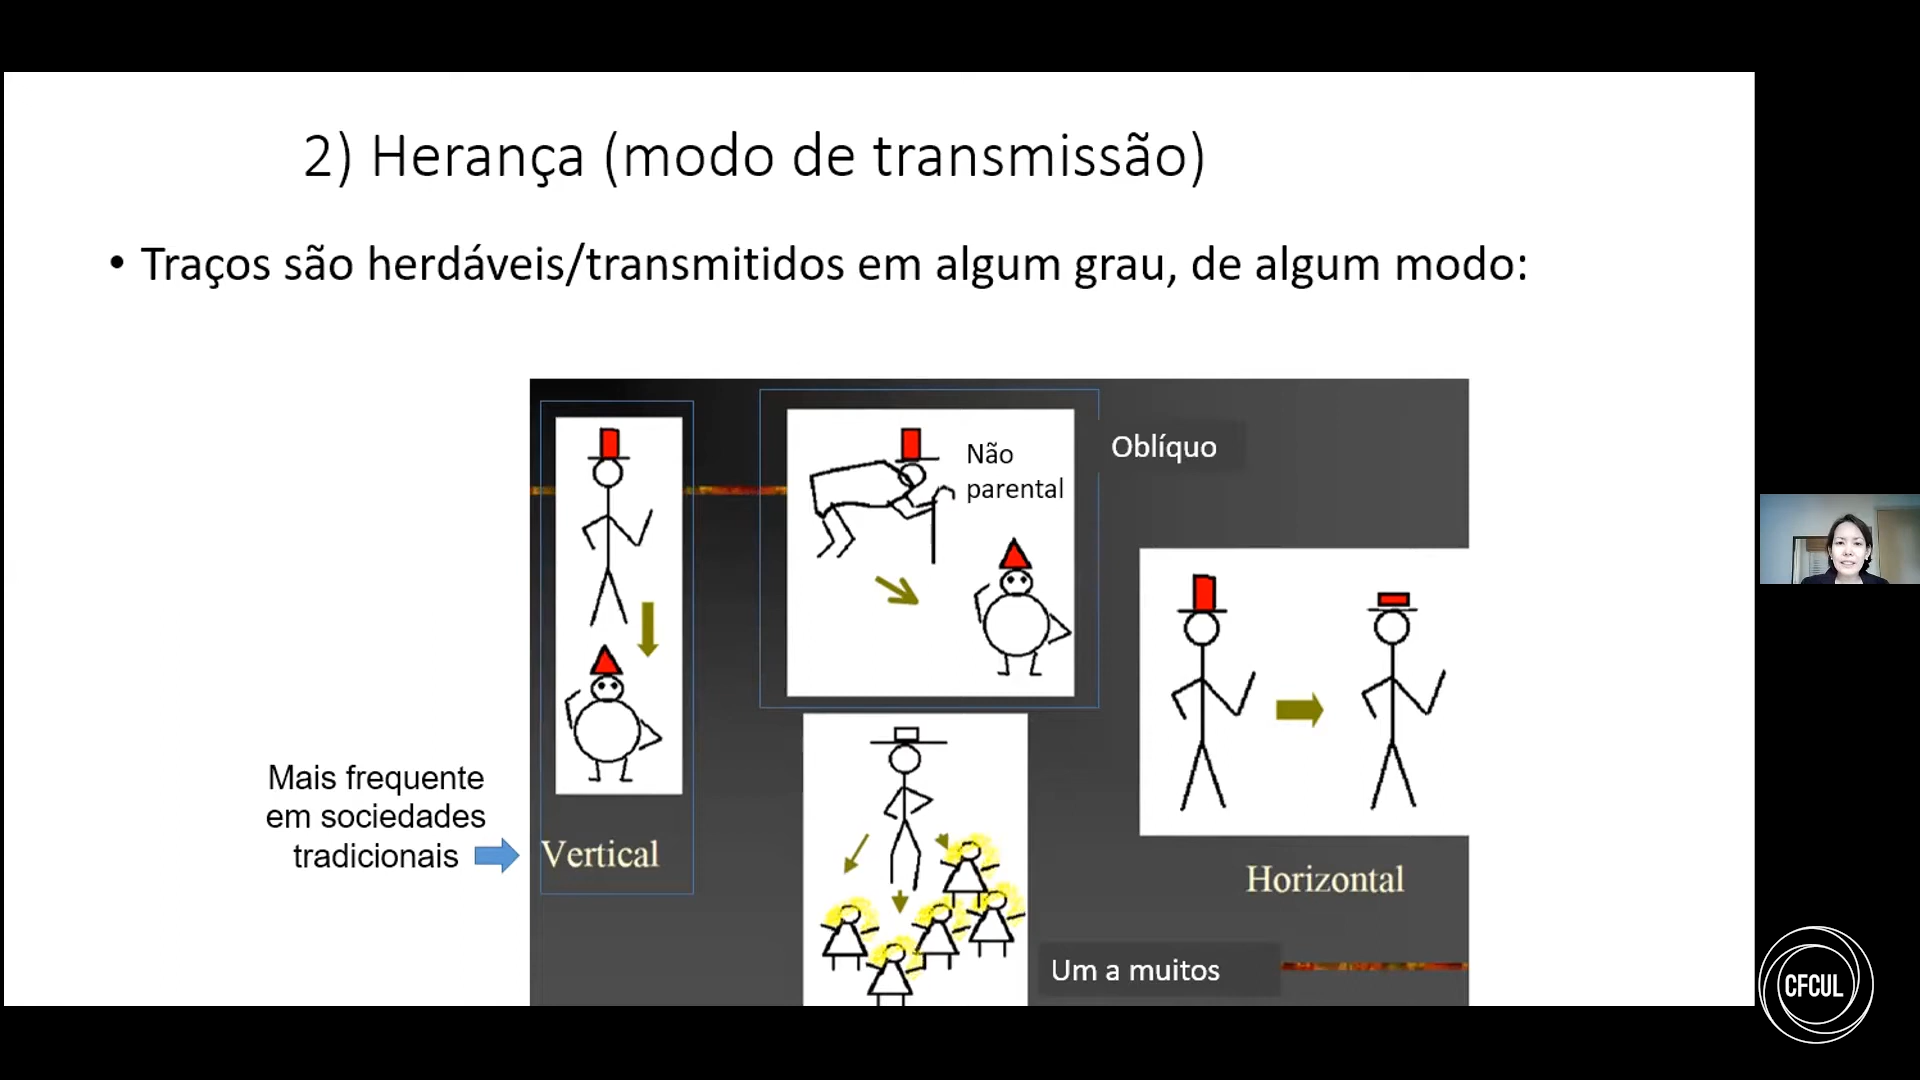 2) Herança (modo de transmissão)
• Traços são herdáveis/transmitidos em algum grau, de algum modo:
Não
parental
Oblíquo
Mais frequente
em sociedades
tradicionais
Vertical
Horizontal
Um a muitos
CFCUL